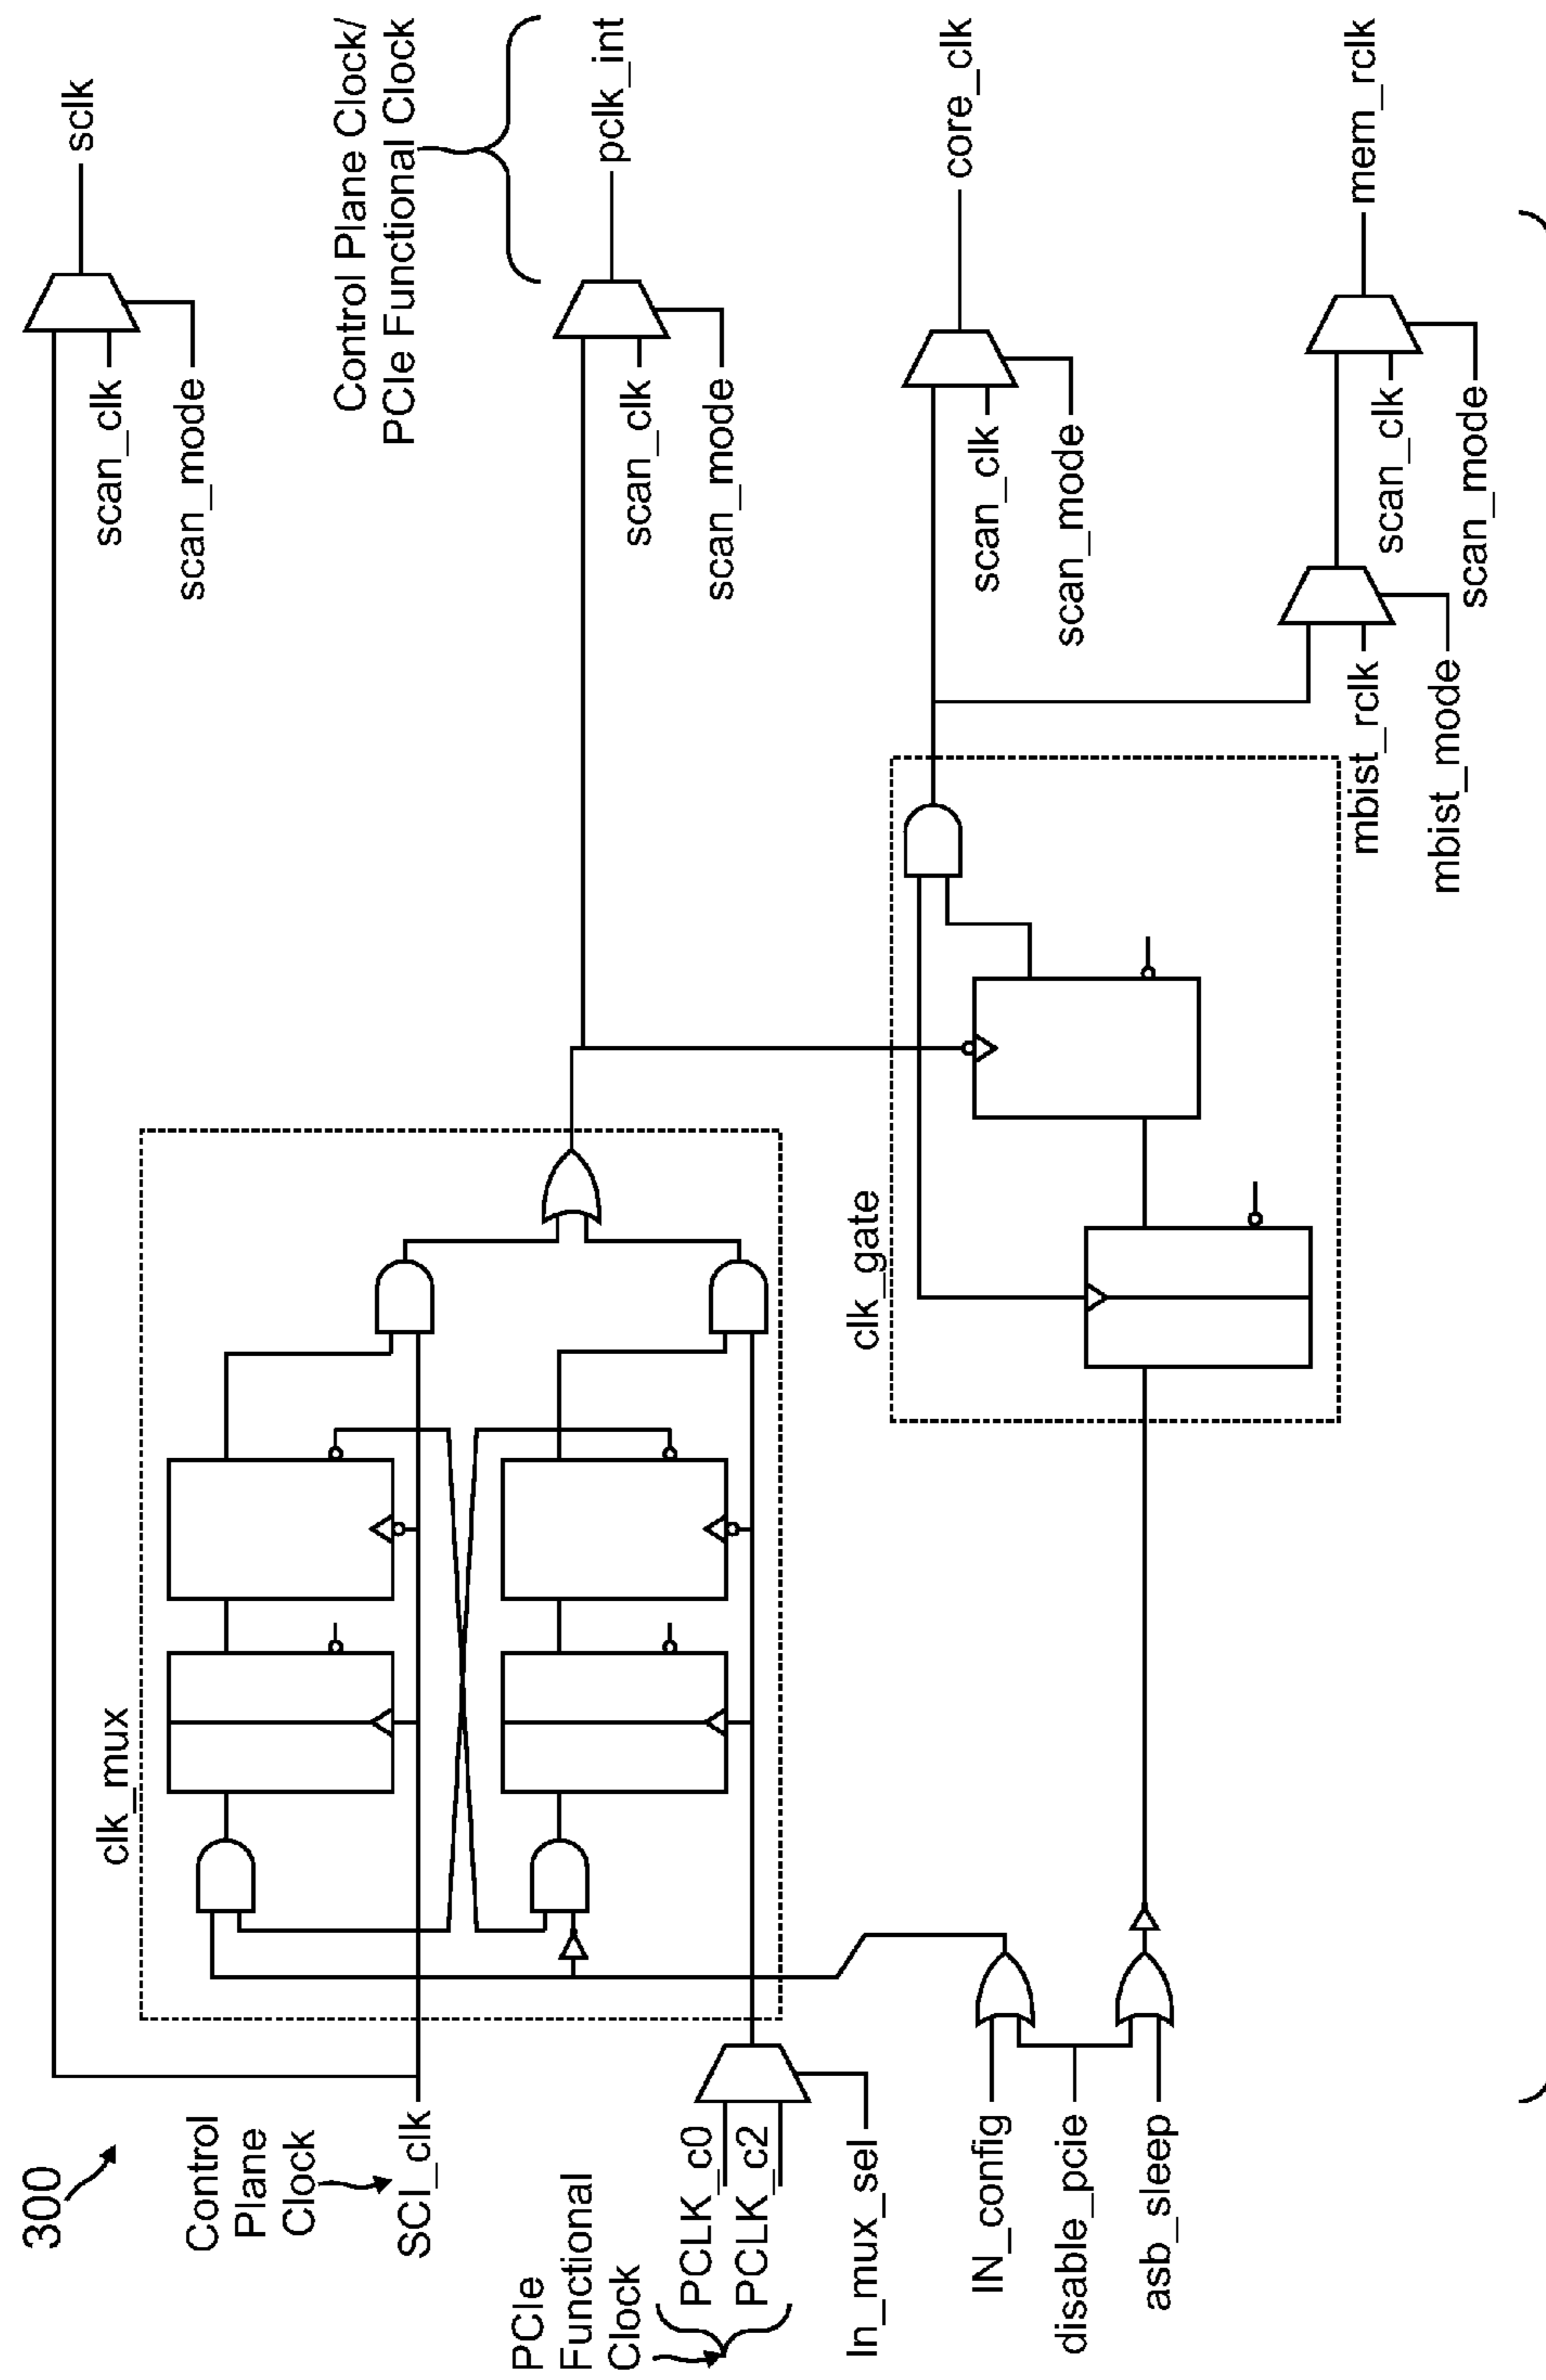 300
Control
Plane
Clock
SCI_clk
PCIe
Functional
Clock
PCLK_c0
PCLK_c2
In_mux_sel
IN_config
disable_pcie
asb_sleep
clk_mux
clk_gate
scan_clk
scan_mode
sclk
Control Plane Clock/
PCIe Functional Clock
scan_clk
scan_mode
pclk_int
scan_clk
scan_mode
core_clk
mbist_rclk
mbist_mode
scan_clk
scan_mode
mem_rclk